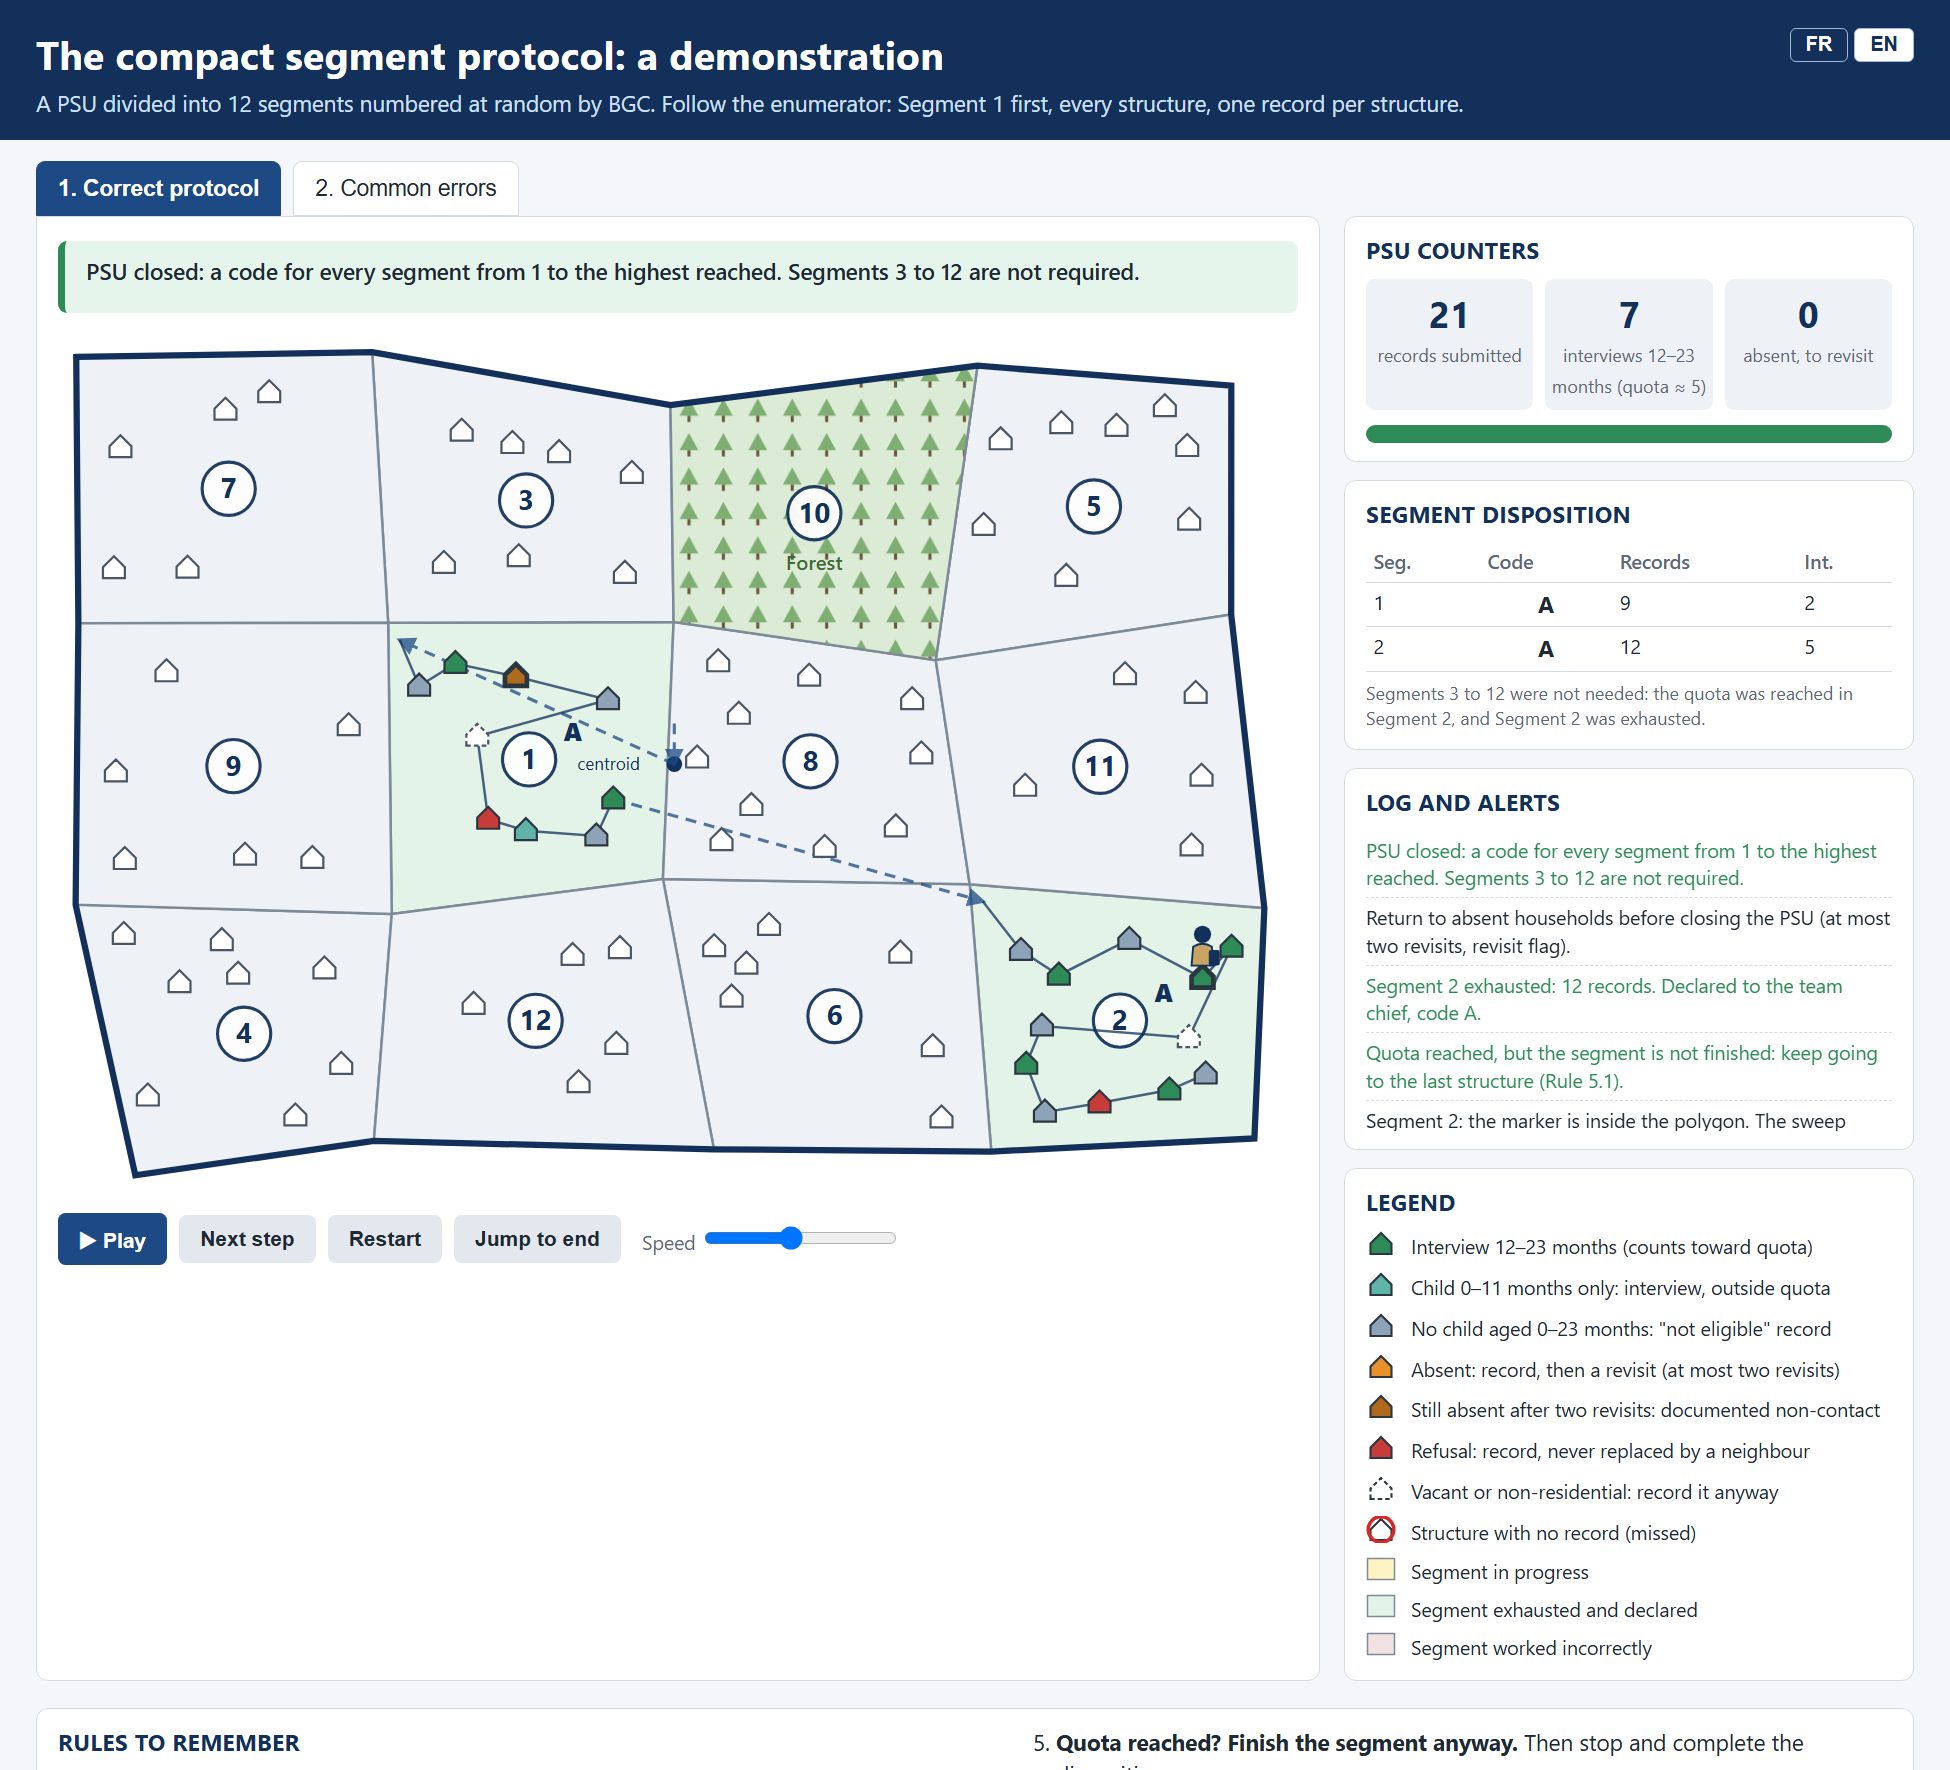 The compact segment protocol: a demonstration
FR
EN
A PSU divided into 12 segments numbered at random by BGC. Follow the enumerator: Segment 1 first, every structure, one record per structure.
1. Correct protocol
2. Common errors
PSU closed: a code for every segment from 1 to the highest reached. Segments 3 to 12 are not required.
7
3
10
Forest
5
9
A
1
centroid
8
11
4
12
6
A
2
▶ Play
Next step
Restart
Jump to end
Speed
PSU COUNTERS
21
records submitted
7
interviews 12–23
months (quota ≈ 5)
0
absent, to revisit
SEGMENT DISPOSITION
Seg. Code Records Int.
1 A 9 2
2 A 12 5
Segments 3 to 12 were not needed: the quota was reached in
Segment 2, and Segment 2 was exhausted.
LOG AND ALERTS
PSU closed: a code for every segment from 1 to the highest
reached. Segments 3 to 12 are not required.
Return to absent households before closing the PSU (at most
two revisits, revisit flag).
Segment 2 exhausted: 12 records. Declared to the team
chief, code A.
Quota reached, but the segment is not finished: keep going
to the last structure (Rule 5.1).
Segment 2: the marker is inside the polygon. The sweep
LEGEND
Interview 12–23 months (counts toward quota)
Child 0–11 months only: interview, outside quota
No child aged 0–23 months: "not eligible" record
Absent: record, then a revisit (at most two revisits)
Still absent after two revisits: documented non-contact
Refusal: record, never replaced by a neighbour
Vacant or non-residential: record it anyway
Structure with no record (missed)
Segment in progress
Segment exhausted and declared
Segment worked incorrectly
RULES TO REMEMBER
5. Quota reached? Finish the segment anyway. Then stop and complete the